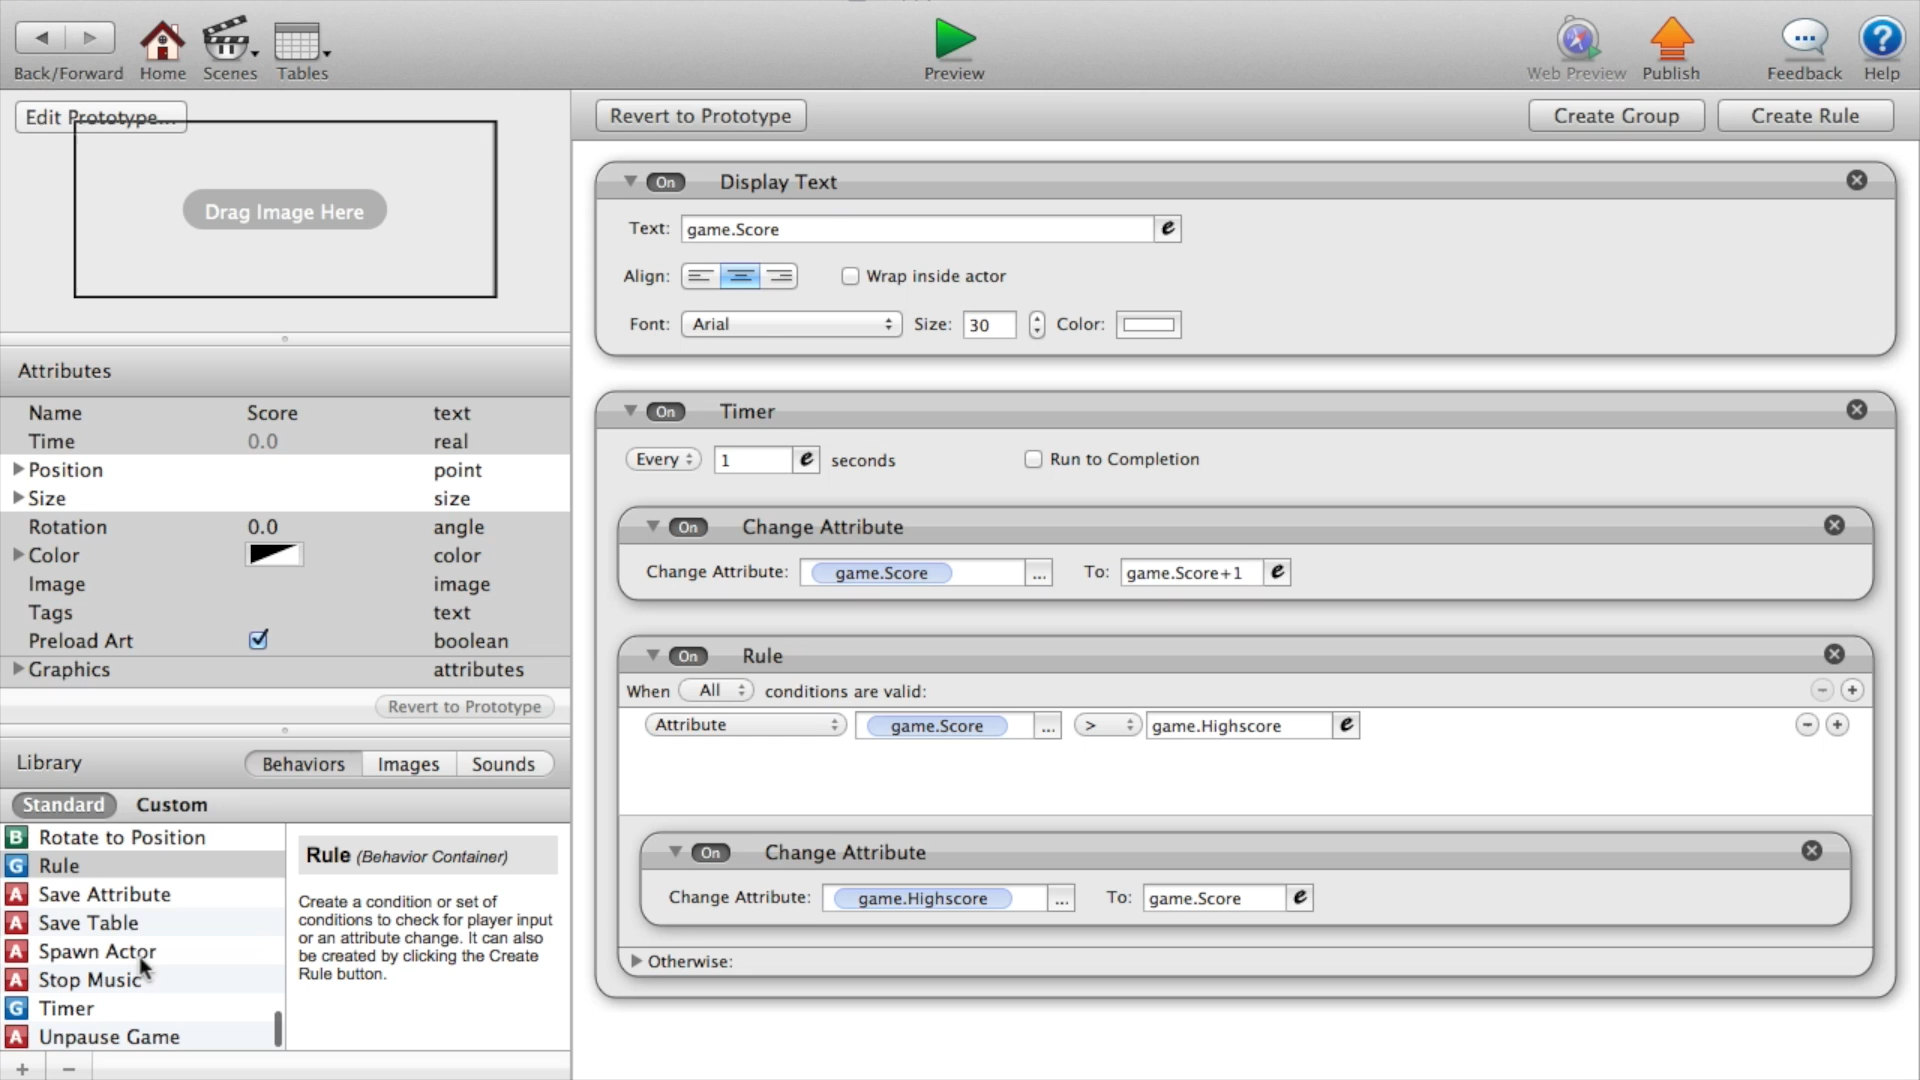 Back/Forward Home Scenes Tables Preview Web Preview Publish Feedback Help
Edit Prototype...
Drag Image Here
Attributes
Name Score text
Time 0.0 real
Position point
Size size
Rotation 0.0 angle
Color color
Image image
Tags text
Preload Art boolean
Graphics attributes
Revert to Prototype
Library Behaviors Images Sounds
Standard Custom
B Rotate to Position
G Rule
A Save Attribute
A Save Table
A Spawn Actor
A Stop Music
G Timer
A Unpause Game
+ −
Rule (Behavior Container)
Create a condition or set of
conditions to check for player input
or an attribute change. It can also
be created by clicking the Create
Rule button.
Revert to Prototype Create Group Create Rule
On Display Text
Text: game.Score e
Align: Wrap inside actor
Font: Arial Size: 30 Color:
On Timer
Every 1 e seconds Run to Completion
On Change Attribute
Change Attribute: game.Score ... To: game.Score+1 e
On Rule
When All conditions are valid:
Attribute game.Score ... > game.Highscore e
On Change Attribute
Change Attribute: game.Highscore ... To: game.Score e
Otherwise: